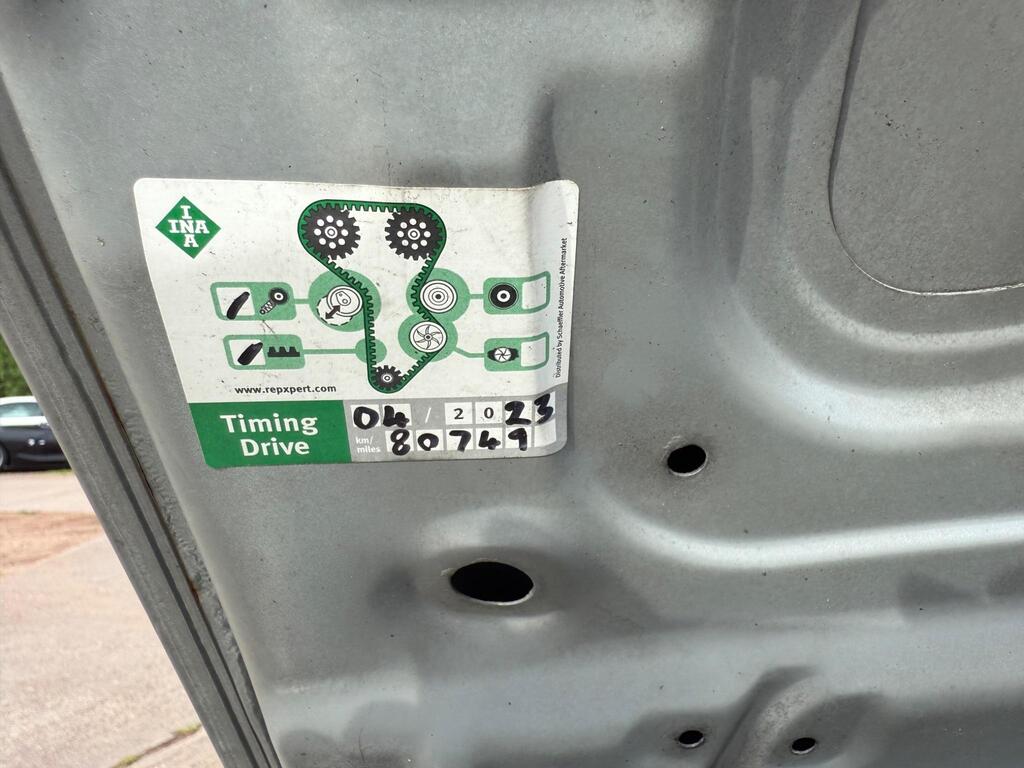 I
INA
A
Distributed by Schaeffler Automotive Aftermarket
www.repxpert.com
Timing
Drive
04 / 2023
km/
miles
80749